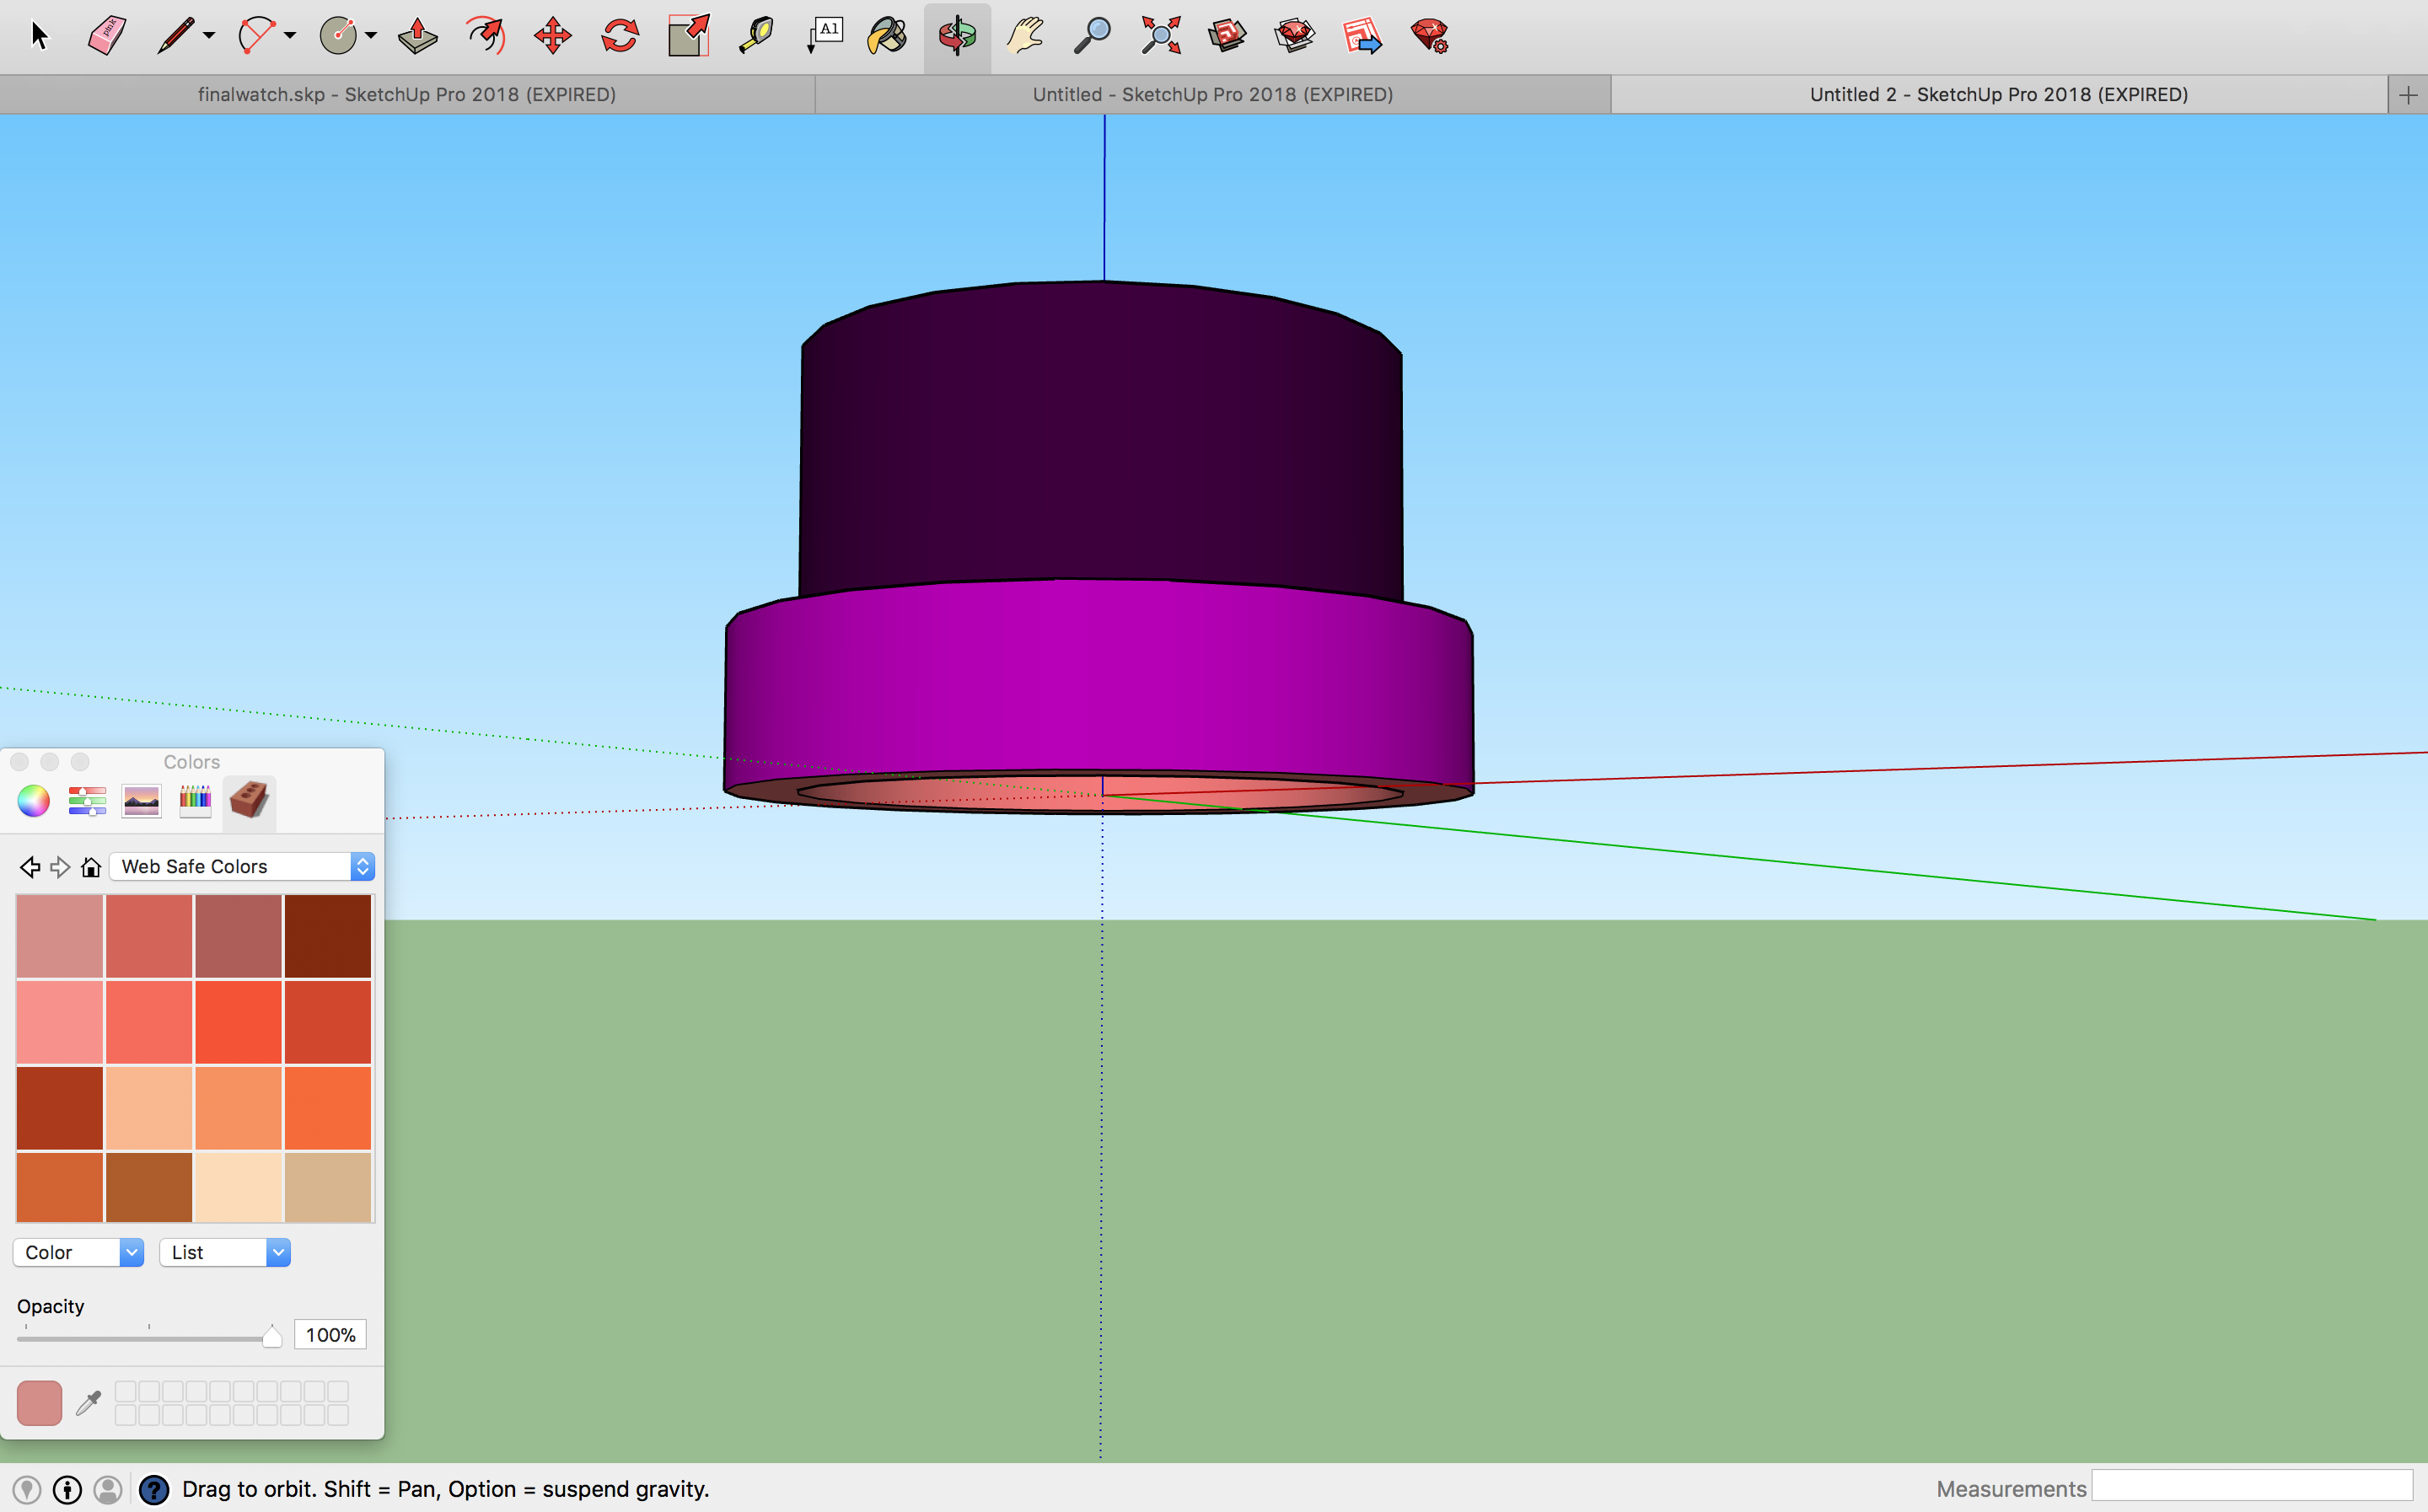 A1
finalwatch.skp - SketchUp Pro 2018 (EXPIRED)
Untitled - SketchUp Pro 2018 (EXPIRED)
Untitled 2 - SketchUp Pro 2018 (EXPIRED)
Colors
Web Safe Colors
Color
List
Opacity
100%
Drag to orbit. Shift = Pan, Option = suspend gravity.
Measurements